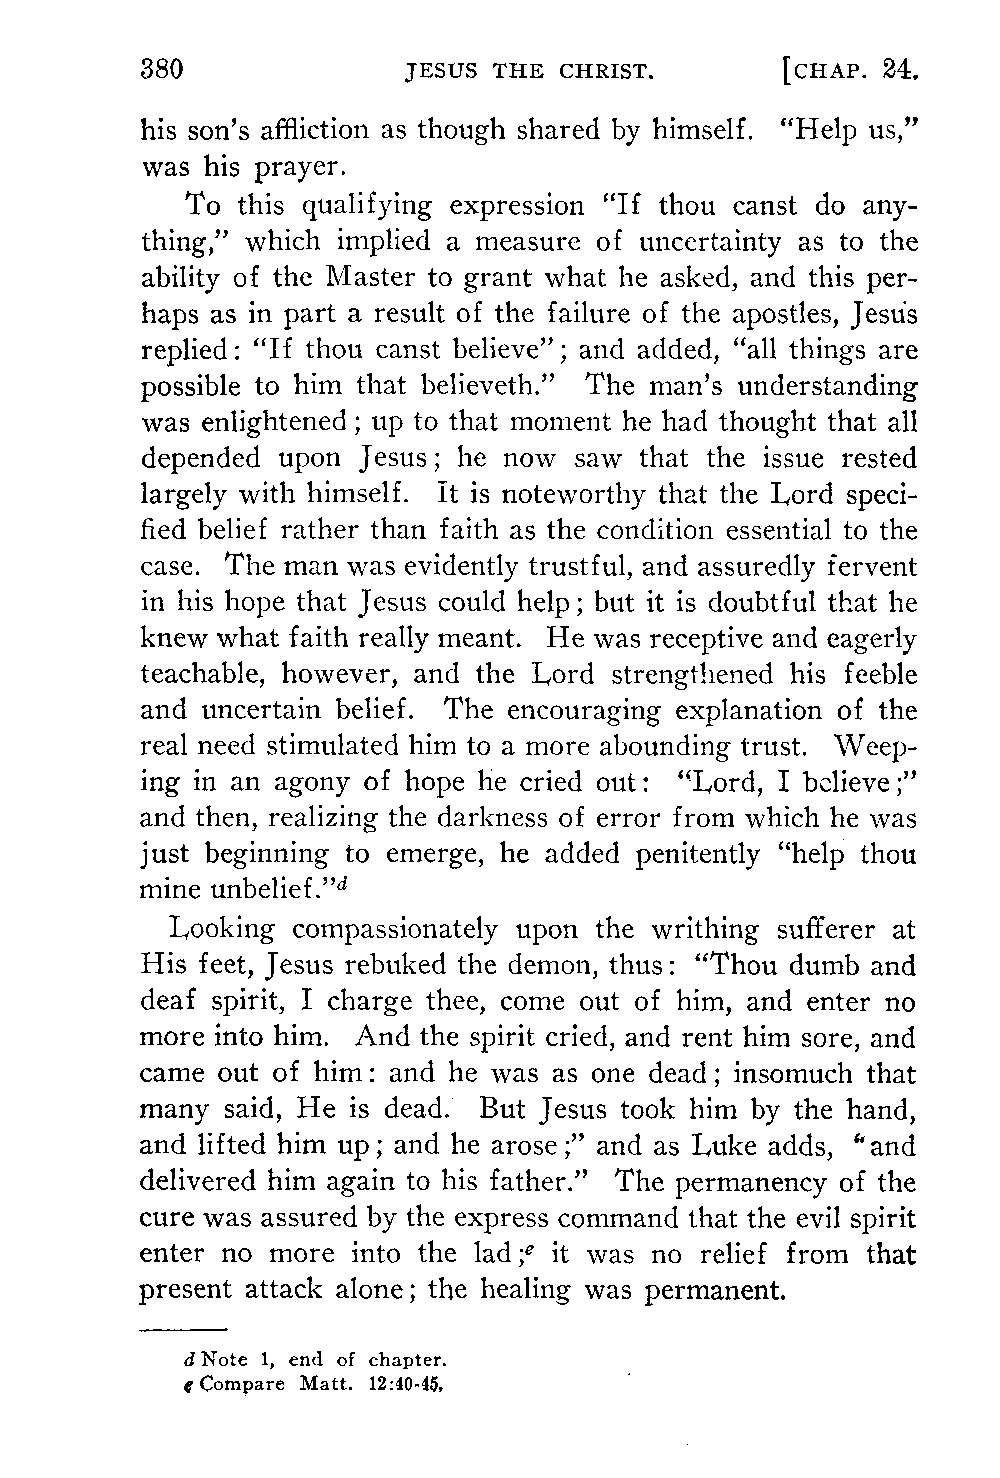 380 JESUS THE CHRIST. [CHAP. 24.
his son's affliction as though shared by himself. “Help us,”
was his prayer.
To this qualifying expression “If thou canst do any-
thing,” which implied a measure of uncertainty as to the
ability of the Master to grant what he asked, and this per-
haps as in part a result of the failure of the apostles, Jesus
replied: “If thou canst believe”; and added, “all things are
possible to him that believeth.” The man's understanding
was enlightened; up to that moment he had thought that all
depended upon Jesus; he now saw that the issue rested
largely with himself. It is noteworthy that the Lord speci-
fied belief rather than faith as the condition essential to the
case. The man was evidently trustful, and assuredly fervent
in his hope that Jesus could help; but it is doubtful that he
knew what faith really meant. He was receptive and eagerly
teachable, however, and the Lord strengthened his feeble
and uncertain belief. The encouraging explanation of the
real need stimulated him to a more abounding trust. Weep-
ing in an agony of hope he cried out: “Lord, I believe;”
and then, realizing the darkness of error from which he was
just beginning to emerge, he added penitently “help thou
mine unbelief.”d
Looking compassionately upon the writhing sufferer at
His feet, Jesus rebuked the demon, thus: “Thou dumb and
deaf spirit, I charge thee, come out of him, and enter no
more into him. And the spirit cried, and rent him sore, and
came out of him: and he was as one dead; insomuch that
many said, He is dead. But Jesus took him by the hand,
and lifted him up; and he arose;” and as Luke adds, “and
delivered him again to his father.” The permanency of the
cure was assured by the express command that the evil spirit
enter no more into the lad;e it was no relief from that
present attack alone; the healing was permanent.
d Note 1, end of chapter.
e Compare Matt. 12:40-45.